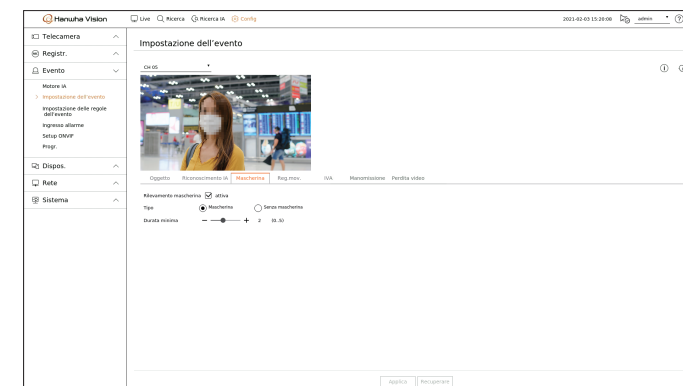 Hanwha Vision
Live Ricerca Ricerca IA Config
2021-02-03 15:20:08 admin
Telecamera
Registr.
Evento
Motore IA
Impostazione dell'evento
Impostazione delle regole
dell'evento
Ingresso allarme
Setup ONVIF
Progr.
Dispos.
Rete
Sistema
Impostazione dell'evento
CH 05
Oggetto Riconoscimento IA Mascherina Reg.mov. IVA Manomissione Perdita video
Rilevamento mascherina attiva
Tipo Mascherina Senza mascherina
Durata minima − + 2 (0..5)
Applica Recuperare